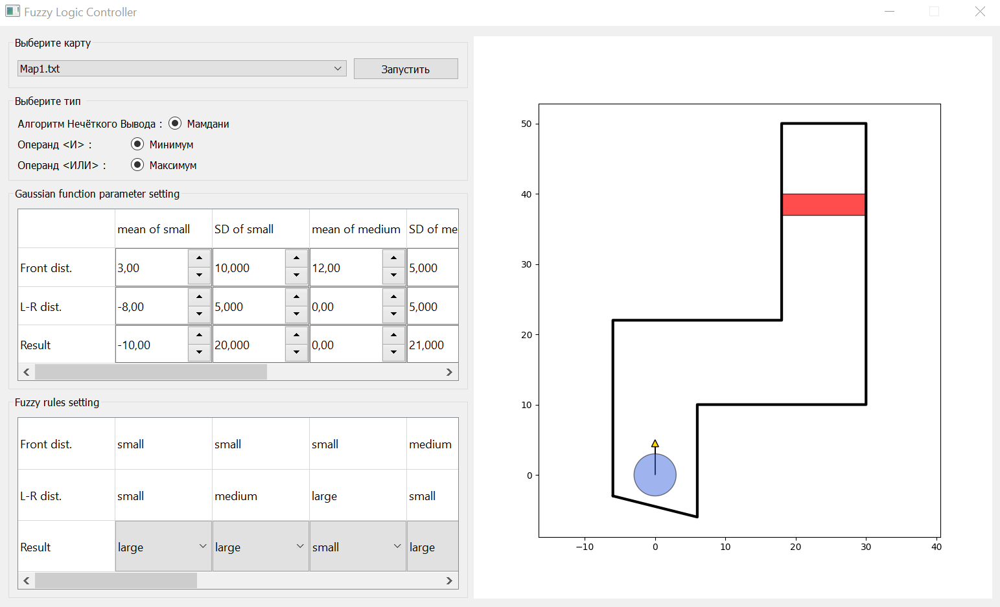 Fuzzy Logic Controller
Выберите карту
Map1.txt
Запустить
Выберите тип
Алгоритм Нечёткого Вывода : Мамдани
Операнд <И> : Минимум
Операнд <ИЛИ> : Максимум
Gaussian function parameter setting
mean of small SD of small mean of medium SD of me
Front dist. 3,00 10,000 12,00 5,000
L-R dist. -8,00 5,000 0,00 5,000
Result -10,00 20,000 0,00 21,000
Fuzzy rules setting
Front dist. small small small medium
L-R dist. small medium large small
Result large large small large
50
40
30
20
10
0
−10 0 10 20 30 40